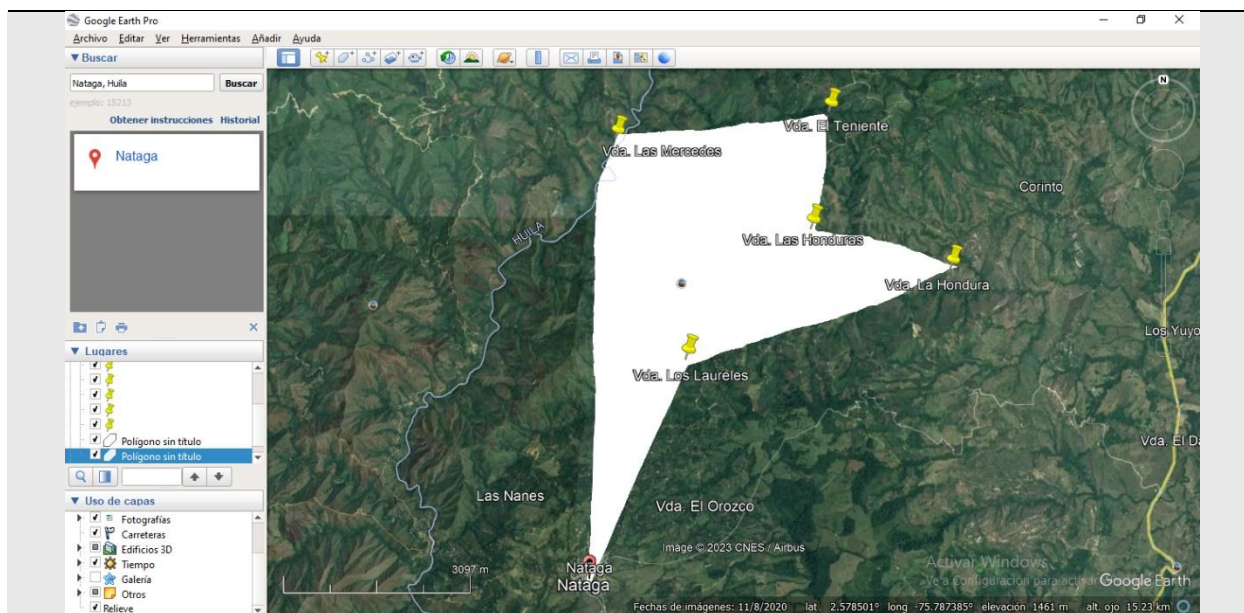 Google Earth Pro
Archivo Editar Ver Herramientas Añadir Ayuda
Buscar
Nataga, Huila
Buscar
ejemplo: 15213
Obtener instrucciones Historial
Nataga
Lugares
Polígono sin título
Polígono sin título
Uso de capas
Fotografías
Carreteras
Edificios 3D
Tiempo
Galería
Otros
Relieve
N
Vda. El Teniente
Vda. Las Mercedes
Corinto
HUILA
Vda. Las Honduras
Vda. La Hondura
Los Yuyo
Vda. Los Laureles
Vda. El Da
Las Nanes
Vda. El Orozco
Image © 2023 CNES / Airbus
Nataga
Nataga
3097 m
Activar Windows
Ve a Configuración para activar
Google Earth
Fechas de imágenes: 11/8/2020 lat 2.578501° long -75.787385° elevación 1461 m alt. ojo 15.23 km